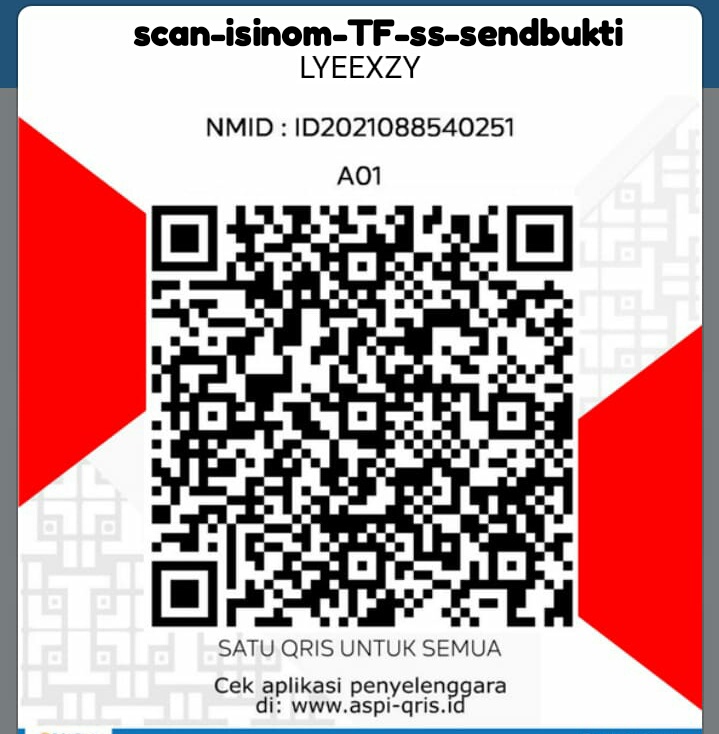 scan-isinom-TF-ss-sendbukti
LYEEXZY
NMID : ID2021088540251
A01
SATU QRIS UNTUK SEMUA
Cek aplikasi penyelenggara
di: www.aspi-qris.id